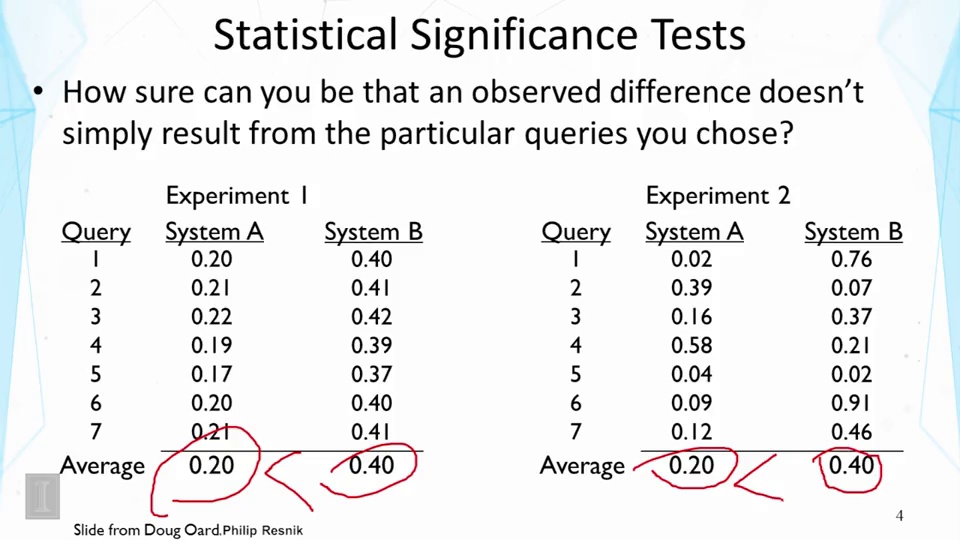 Statistical Significance Tests
• How sure can you be that an observed difference doesn't
simply result from the particular queries you chose?
Experiment 1 Experiment 2
Query System A System B Query System A System B
1 0.20 0.40 1 0.02 0.76
2 0.21 0.41 2 0.39 0.07
3 0.22 0.42 3 0.16 0.37
4 0.19 0.39 4 0.58 0.21
5 0.17 0.37 5 0.04 0.02
6 0.20 0.40 6 0.09 0.91
7 0.21 0.41 7 0.12 0.46
Average 0.20 < 0.40 Average 0.20 < 0.40
I
4
Slide from Doug Oard.Philip Resnik